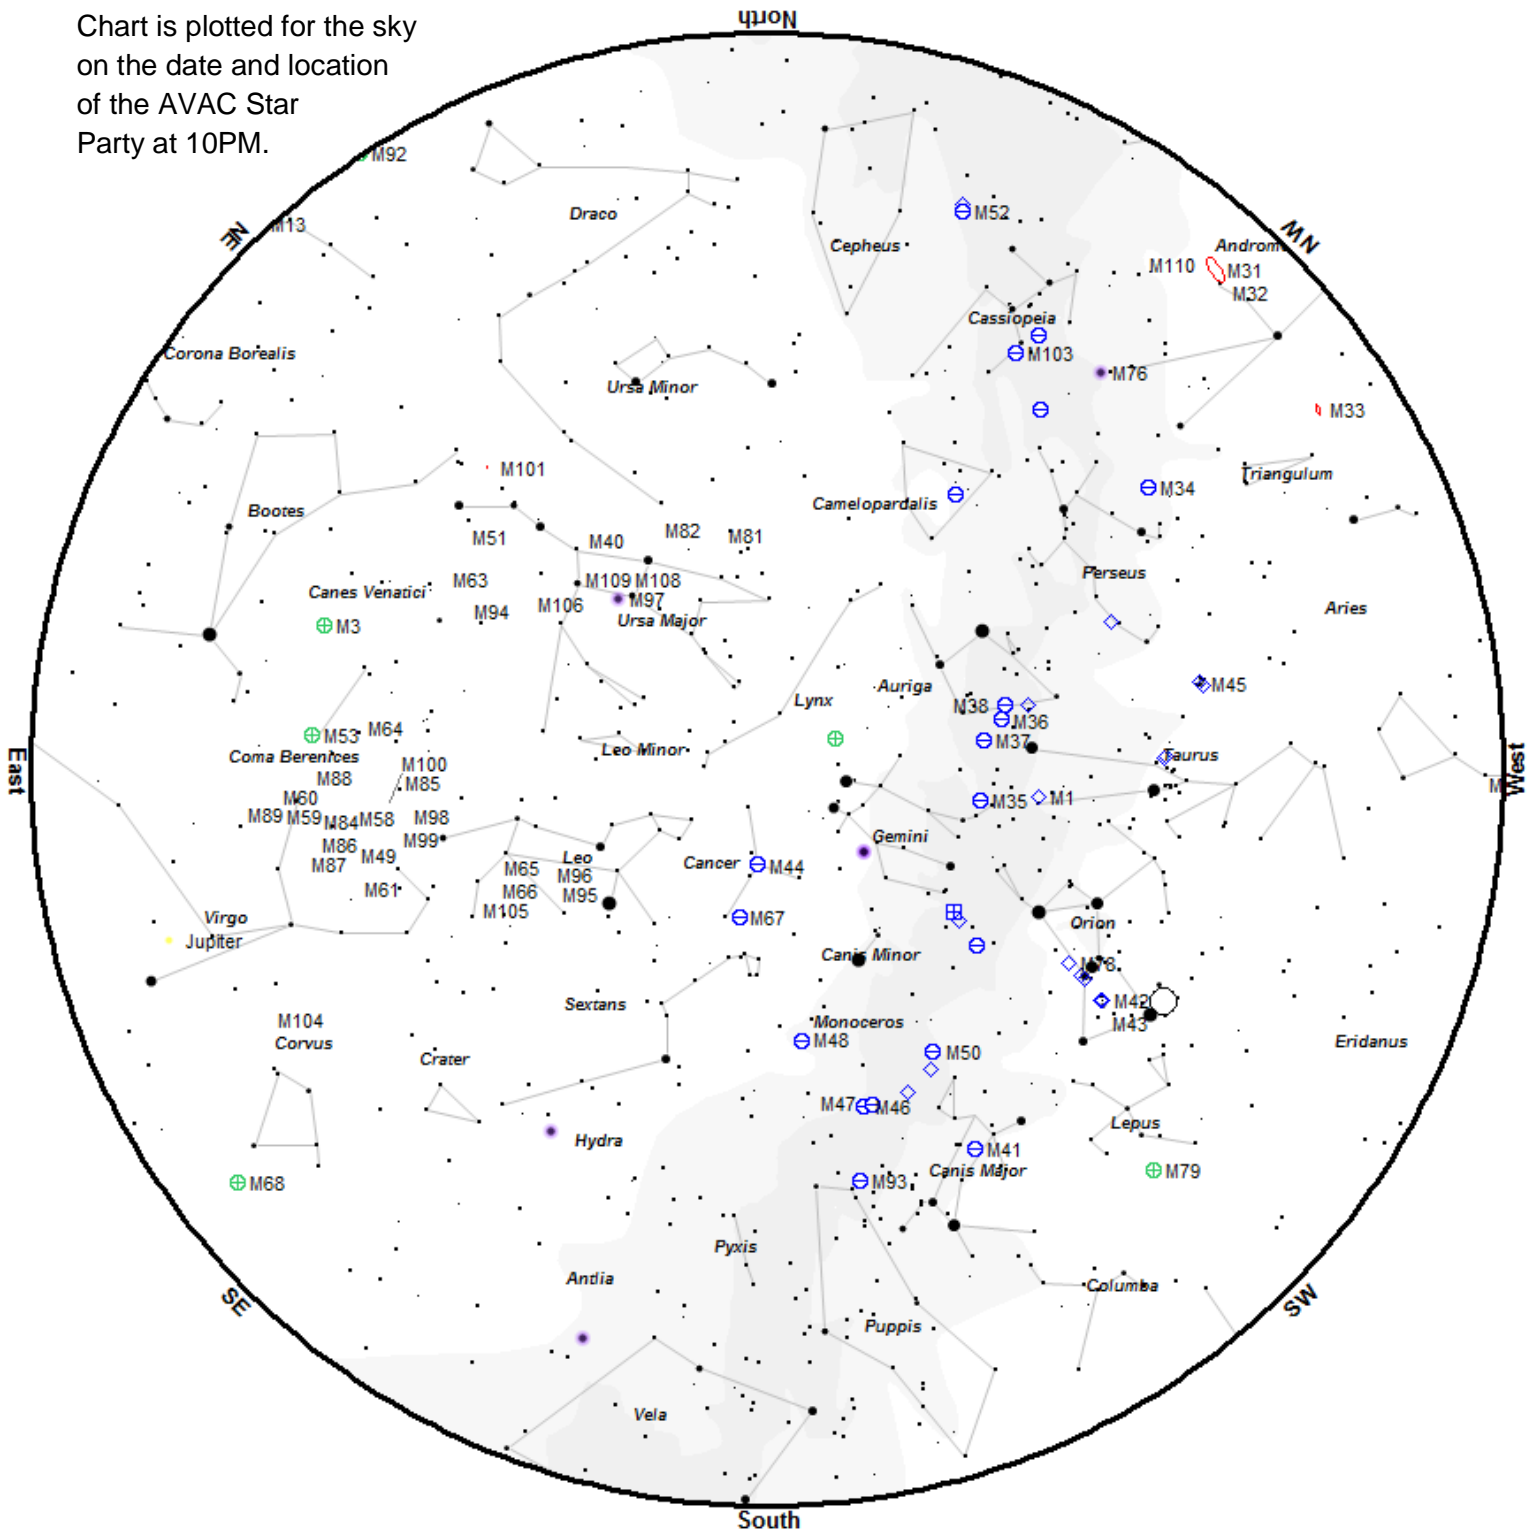 Chart is plotted for the sky
on the date and location
of the AVAC Star
Party at 10PM.
North
M92
M13
NE
Draco
M52
Cepheus
NW
M110
M31
M32
Cassiopeia
M103
Corona Borealis
Ursa Minor
M76
M33
M101
Triangulum
M34
Camelopardalis
Bootes
M51
M40
M82
M81
Perseus
M63
M109
M108
Canes Venatici
M94
M106
M97
Ursa Major
Aries
M3
M45
Lynx
Auriga
M38
M36
M37
M53
M64
Leo Minor
Coma Berenices
Taurus
East
West
M100
M88
M85
M60
M35
M1
M89
M59
M84
M58
M98
M86
M99
Gemini
M87
M49
Leo
Cancer
M44
M65
M96
M61
M66
M95
M105
M67
Virgo
Orion
Jupiter
Canis Minor
M78
Sextans
M42
M43
M104
Corvus
Monoceros
M48
Eridanus
Crater
M50
M47
M46
Hydra
Lepus
M41
Canis Major
M79
M68
M93
Pyxis
Antlia
Columba
SE
SW
Puppis
Vela
South